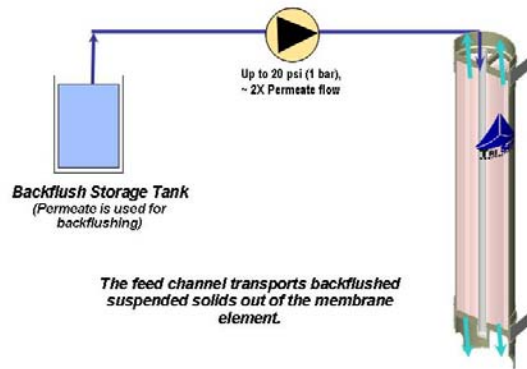 Up to 20 psi (1 bar),
~ 2X Permeate flow
Backflush Storage Tank
(Permeate is used for
backflushing)
The feed channel transports backflushed
suspended solids out of the membrane
element.